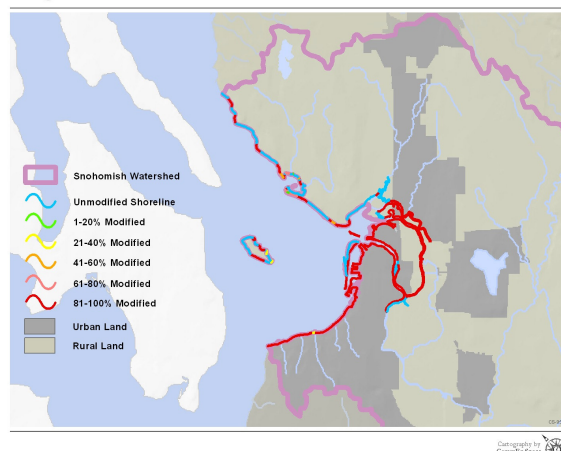 Snohomish Watershed
Unmodified Shoreline
1-20% Modified
21-40% Modified
41-60% Modified
61-80% Modified
81-100% Modified
Urban Land
Rural Land
Cartography by